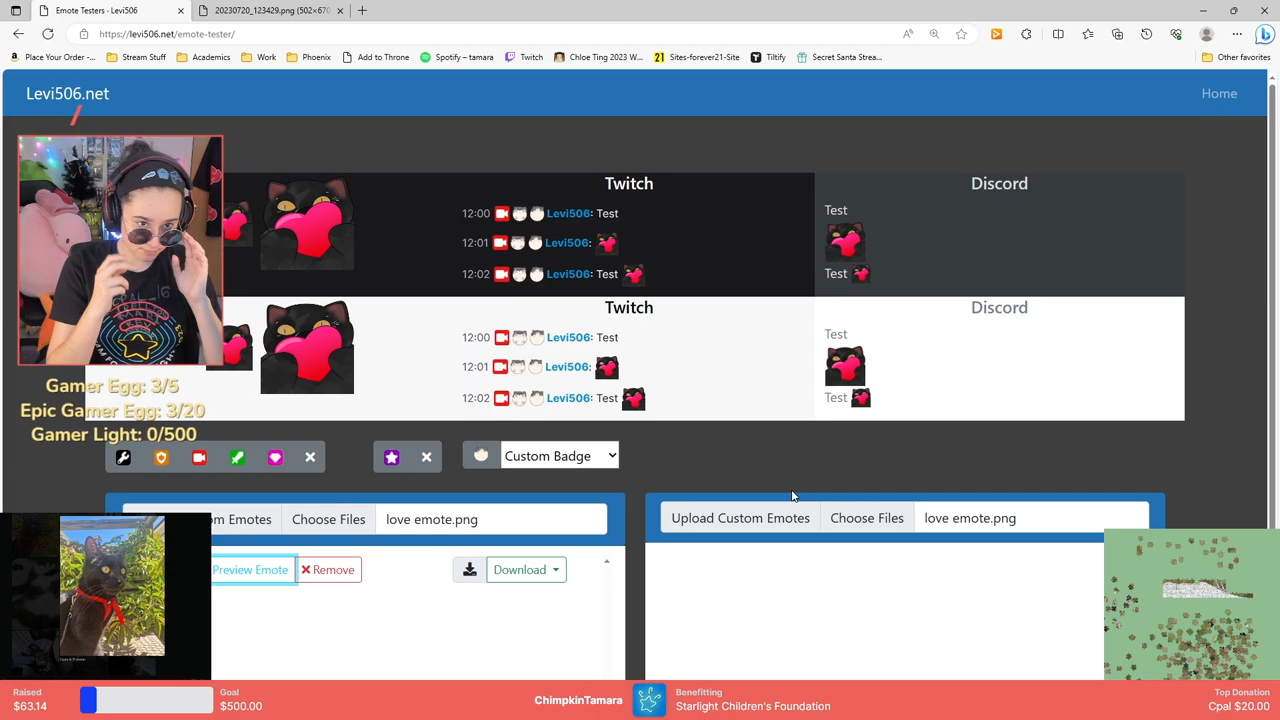 Emote Testers - Levi506
20230720_123429.png (502×670
https://levi506.net/emote-tester/
Place Your Order -...
Stream Stuff
Academics
Work
Phoenix
Add to Throne
Spotify – tamara
Twitch
Chloe Ting 2023 W...
21 Sites-forever21-Site
Tiltify
Secret Santa Strea...
Other favorites
Levi506.net
Home
Twitch
Discord
12:00 Levi506: Test
Test
12:01 Levi506:
12:02 Levi506: Test
Test
Twitch
Discord
12:00 Levi506: Test
Test
12:01 Levi506:
12:02 Levi506: Test
Test
Gamer Egg: 3/5
Epic Gamer Egg: 3/20
Gamer Light: 0/500
Custom Badge
om Emotes
Choose Files
love emote.png
Upload Custom Emotes
Choose Files
love emote.png
Preview Emote
Remove
Download
Raised
$63.14
Goal
$500.00
ChimpkinTamara
Benefitting
Starlight Children's Foundation
Top Donation
Cpal $20.00